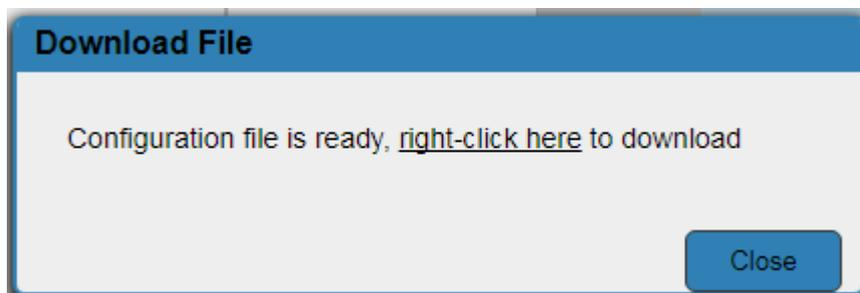 Download File
Configuration file is ready, right-click here to download
Close